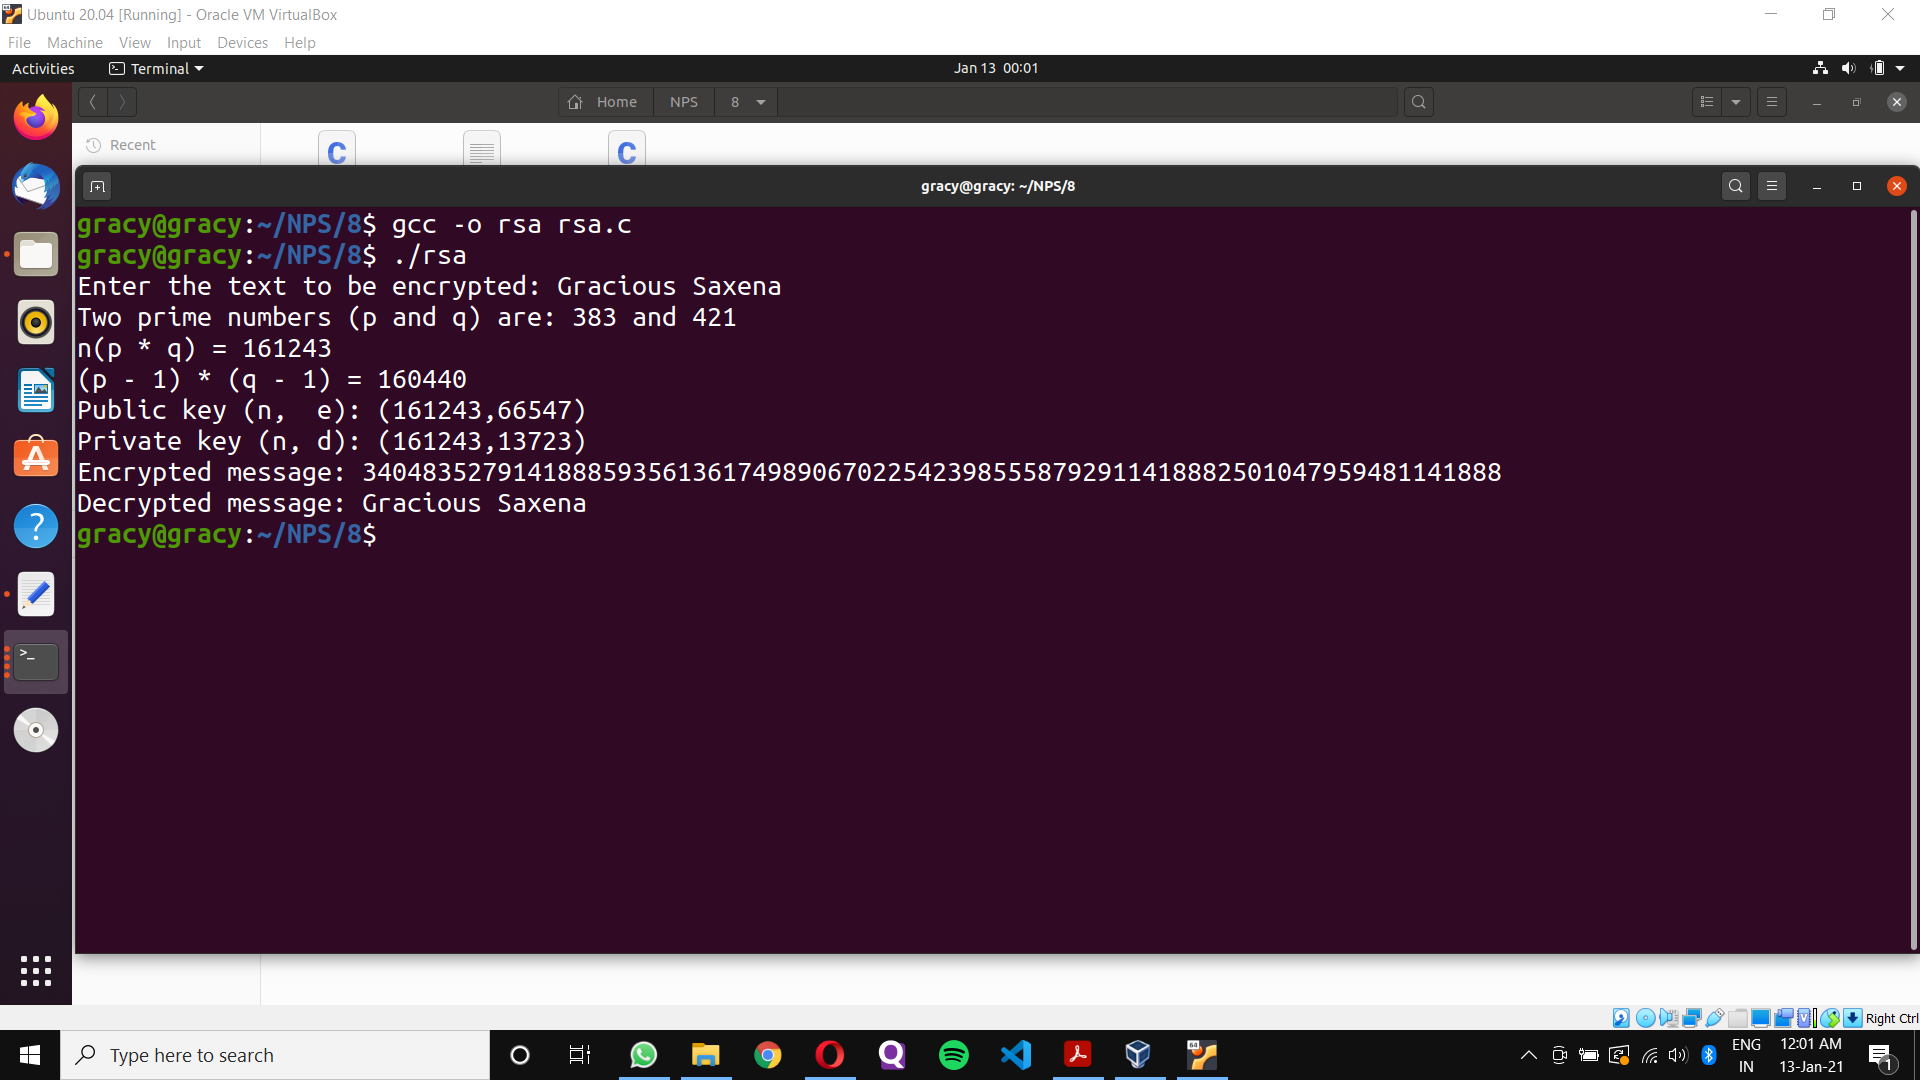 Ubuntu 20.04 [Running] - Oracle VM VirtualBox
File Machine View Input Devices Help
Activities Terminal Jan 13 00:01
Home NPS 8
Recent
C C
gracy@gracy: ~/NPS/8
gracy@gracy:~/NPS/8$ gcc -o rsa rsa.c
gracy@gracy:~/NPS/8$ ./rsa
Enter the text to be encrypted: Gracious Saxena
Two prime numbers (p and q) are: 383 and 421
n(p * q) = 161243
(p - 1) * (q - 1) = 160440
Public key (n,  e): (161243,66547)
Private key (n, d): (161243,13723)
Encrypted message: 3404835279141888593561361749890670225423985558792911418882501047959481141888
Decrypted message: Gracious Saxena
gracy@gracy:~/NPS/8$
Right Ctrl
Type here to search
ENG
IN
12:01 AM
13-Jan-21
1